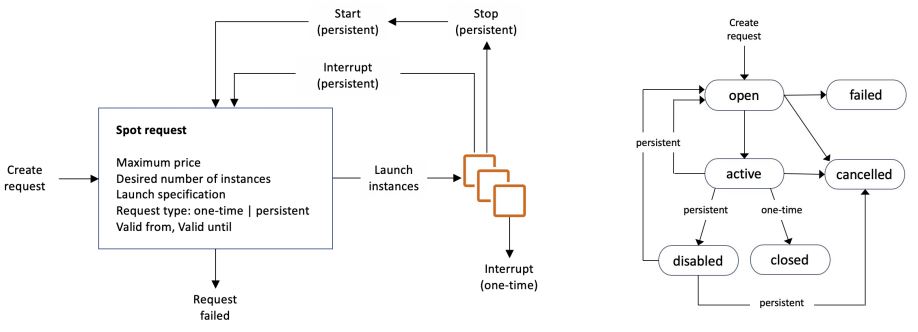 Start
(persistent)
Stop
(persistent)
Interrupt
(persistent)
Create
request
Spot request
Maximum price
Desired number of instances
Launch specification
Request type: one-time | persistent
Valid from, Valid until
Launch
instances
Request
failed
Interrupt
(one-time)
Create
request
open
failed
persistent
active
cancelled
persistent
one-time
disabled
closed
persistent